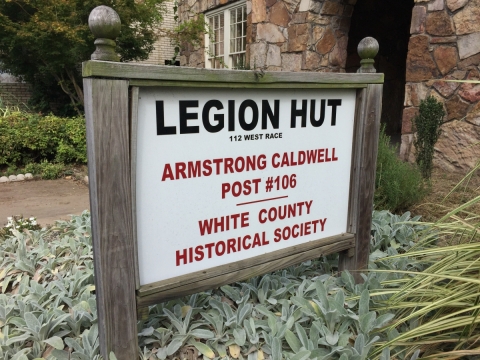 LEGION HUT
112 WEST RACE
ARMSTRONG CALDWELL
POST #106
WHITE COUNTY
HISTORICAL SOCIETY